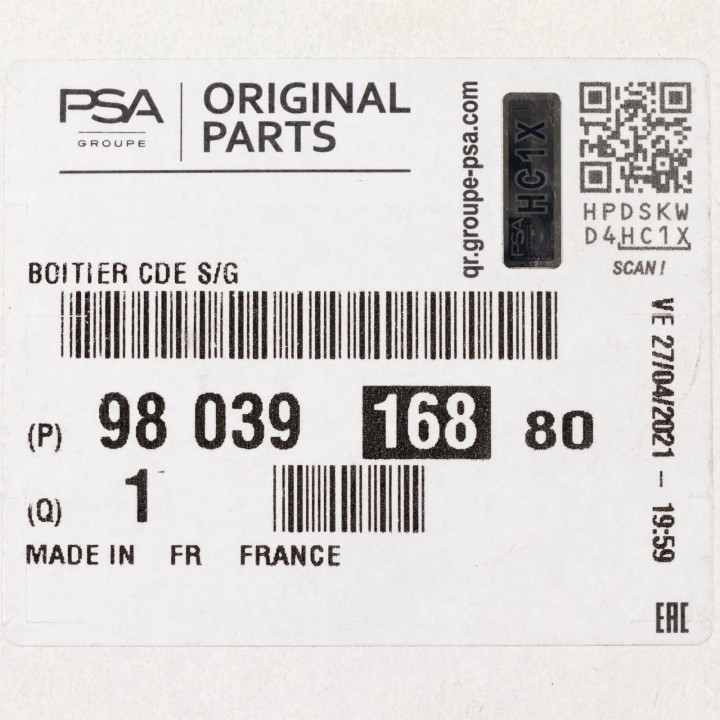 PSA
GROUPE
ORIGINAL
PARTS
qr.groupe-psa.com
PSA HC1X
HPDSKW
D4HC1X
SCAN!
BOITIER CDE S/G
(P) 98 039 168 80
(Q) 1
MADE IN FR FRANCE
VE 27/04/2021 - 19:59
EAC